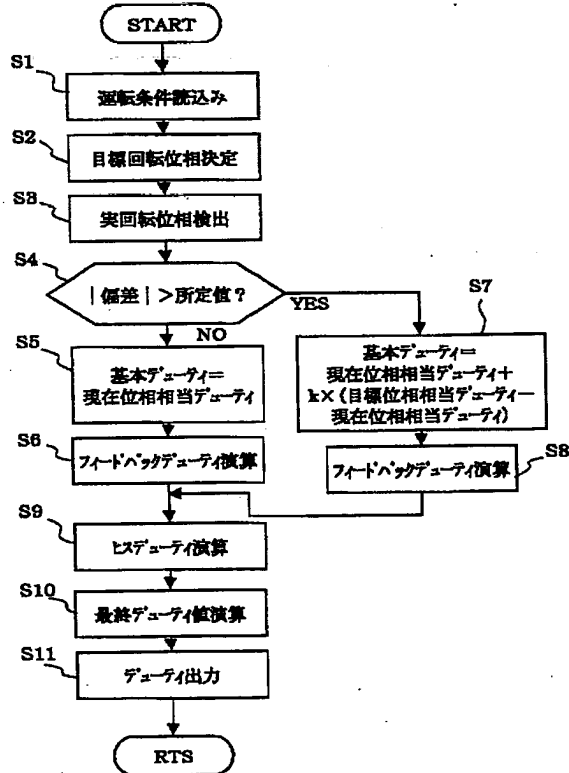 START
S1
運転条件読込み
S2
目標回転位相決定
S3
実回転位相検出
S4
|偏差|>所定値?
YES
NO
S5
基本デューティ=
現在位相相当デューティ
S6
フィードバックデューティ演算
S7
基本デューティ=
現在位相相当デューティ+
k×(目標位相相当デューティー
現在位相相当デューティ)
S8
フィードバックデューティ演算
S9
ヒスデューティ演算
S10
最終デューティ値演算
S11
デューティ出力
RTS